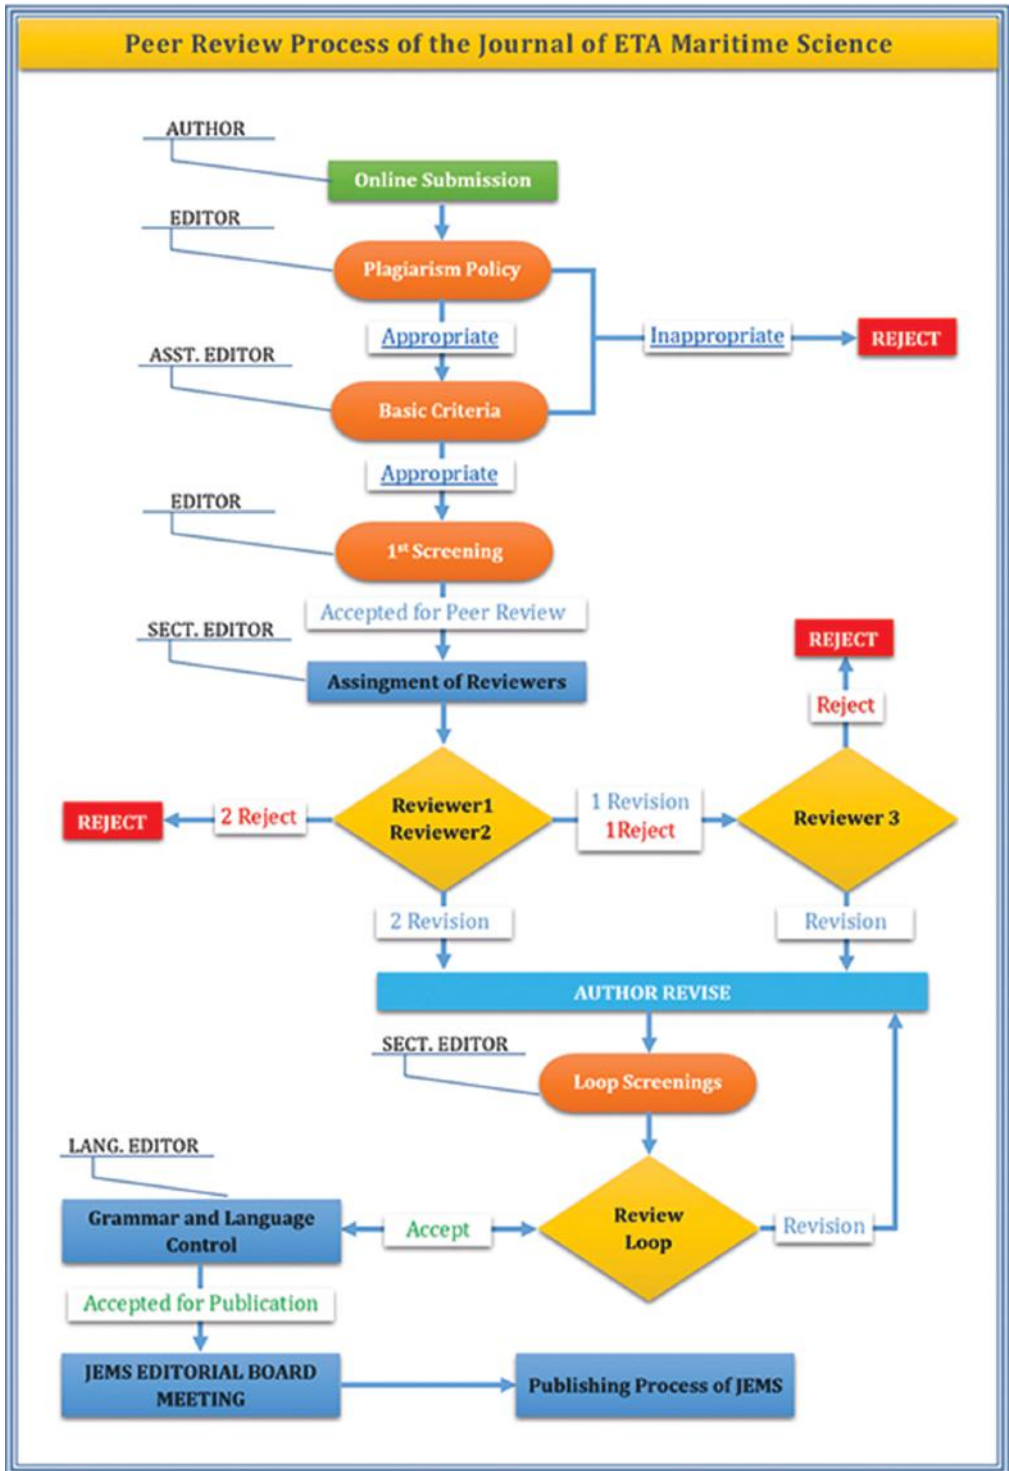 Peer Review Process of the Journal of ETA Maritime Science
AUTHOR
Online Submission
EDITOR
Plagiarism Policy
Appropriate
Inappropriate
REJECT
ASST. EDITOR
Basic Criteria
Appropriate
EDITOR
1st Screening
Accepted for Peer Review
SECT. EDITOR
Assingment of Reviewers
REJECT
Reject
REJECT
2 Reject
Reviewer1
Reviewer2
1 Revision
1Reject
Reviewer 3
2 Revision
Revision
AUTHOR REVISE
SECT. EDITOR
Loop Screenings
LANG. EDITOR
Grammar and Language
Control
Accept
Review
Loop
Revision
Accepted for Publication
JEMS EDITORIAL BOARD
MEETING
Publishing Process of JEMS